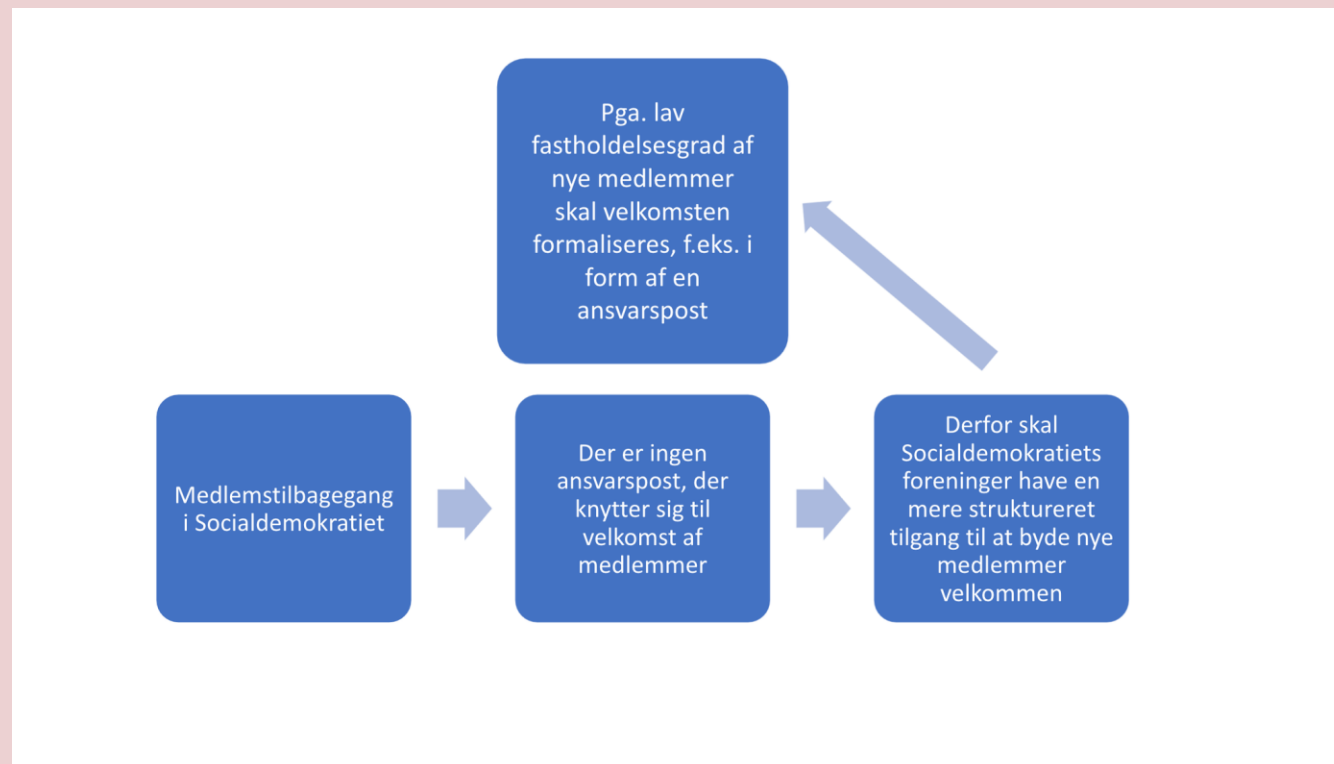 Pga. lav
fastholdelsesgrad af
nye medlemmer
skal velkomsten
formaliseres, f.eks. i
form af en
ansvarspost
Medlemstilbagegang
i Socialdemokratiet
Der er ingen
ansvarspost, der
knytter sig til
velkomst af
medlemmer
Derfor skal
Socialdemokratiets
foreninger have en
mere struktureret
tilgang til at byde nye
medlemmer
velkommen